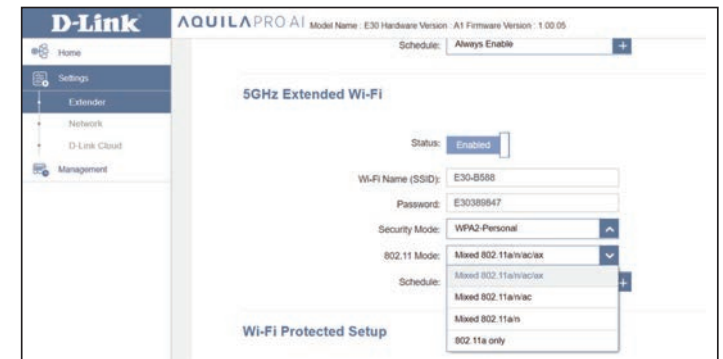 D-Link
AQUILA PRO AI Model Name : E30 Hardware Version : A1 Firmware Version : 1.00.05
Home
Settings
Extender
Network
D-Link Cloud
Management
Schedule: Always Enable +
5GHz Extended Wi-Fi
Status: Enabled
Wi-Fi Name (SSID): E30-B588
Password: E30389847
Security Mode: WPA2-Personal
802.11 Mode: Mixed 802.11a/n/ac/ax
Schedule: Mixed 802.11a/n/ac/ax +
Mixed 802.11a/n/ac
Mixed 802.11a/n
802.11a only
Wi-Fi Protected Setup